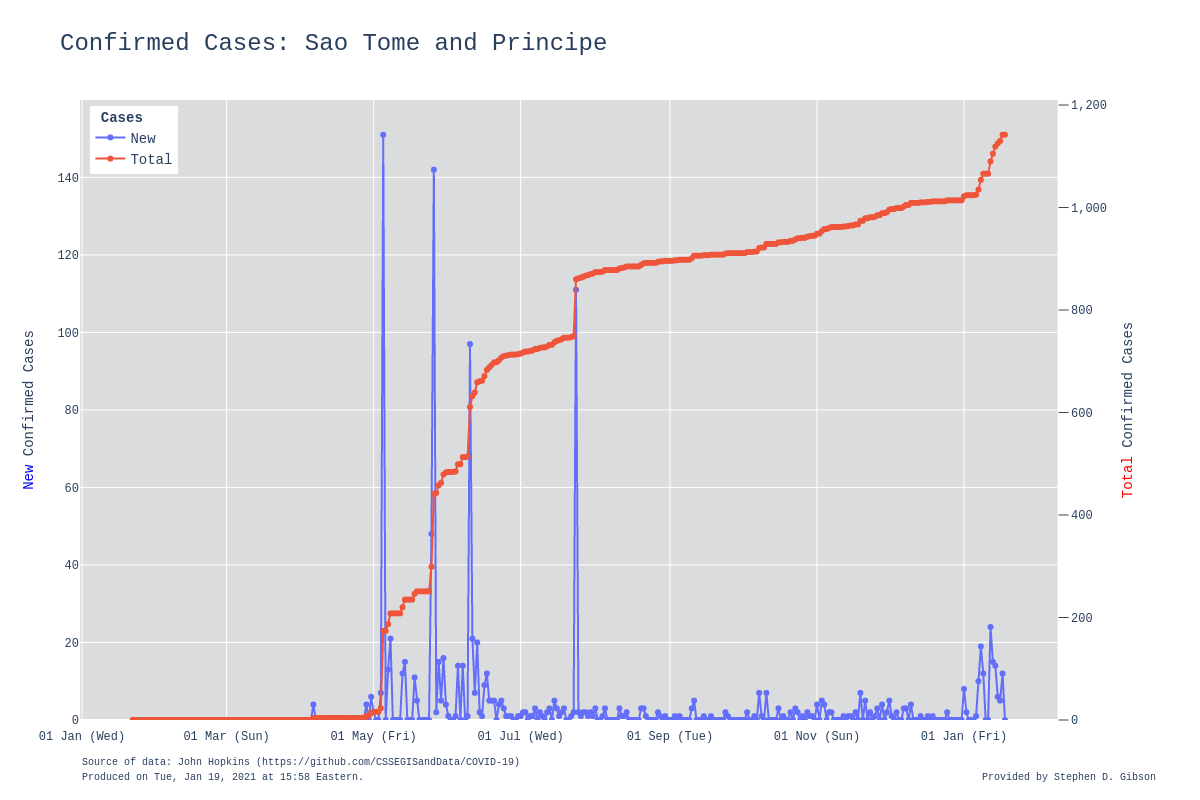 Confirmed Cases: Sao Tome and Principe
Cases
New
Total
1,200
1,000
800
600
400
200
0
140
120
100
80
60
40
20
0
New Confirmed Cases
Total Confirmed Cases
01 Jan (Wed) 01 Mar (Sun) 01 May (Fri) 01 Jul (Wed) 01 Sep (Tue) 01 Nov (Sun) 01 Jan (Fri)
Source of data: John Hopkins (https://github.com/CSSEGISandData/COVID-19)
Produced on Tue, Jan 19, 2021 at 15:58 Eastern.
Provided by Stephen D. Gibson